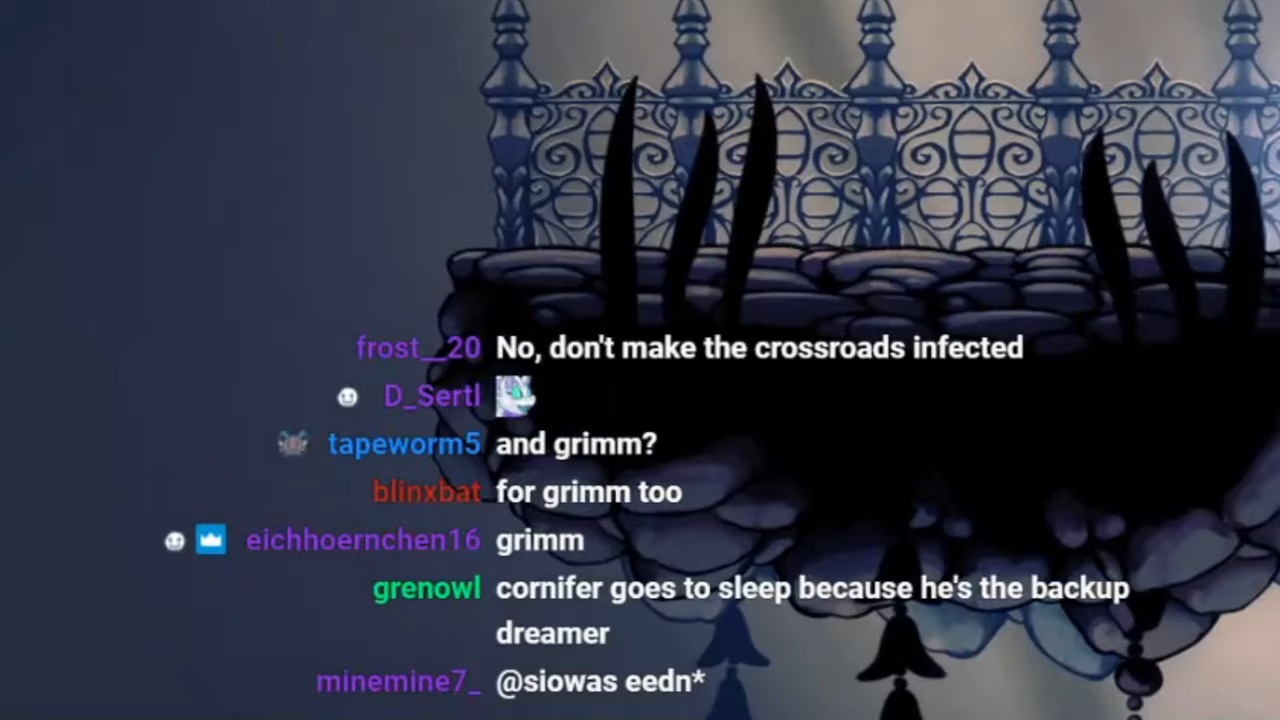 frost__20 No, don't make the crossroads infected
D_Sertl
tapeworm5 and grimm?
blinxbat for grimm too
eichhoernchen16 grimm
grenowl cornifer goes to sleep because he's the backup
dreamer
minemine7_ @siowas eedn*